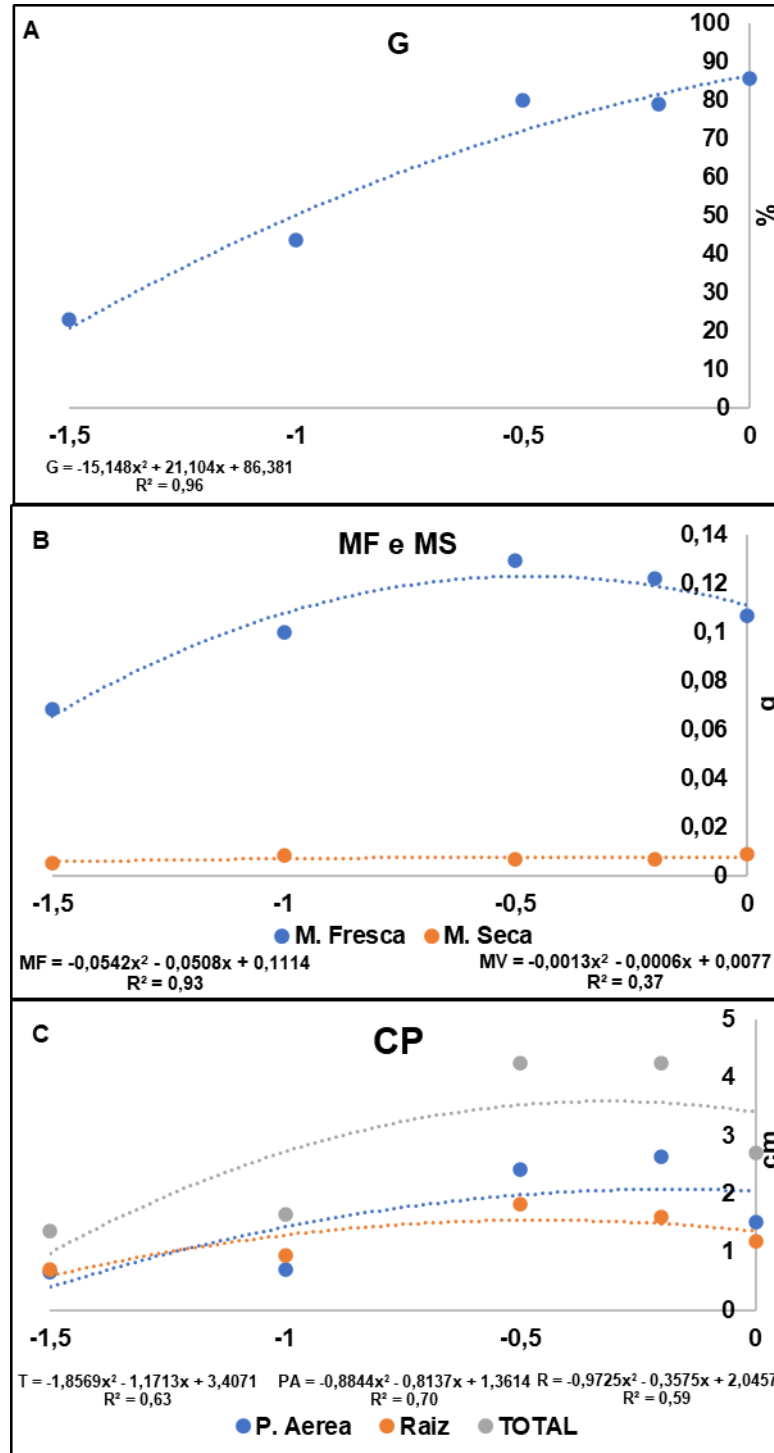 A
G
100
90
80
70
60
50
40
30
20
10
0
%
-1,5 -1 -0,5 0
G = -15,148x² + 21,104x + 86,381
R² = 0,96
B
MF e MS
0,14
0,12
0,1
0,08
0,06
0,04
0,02
0
g
-1,5 -1 -0,5 0
M. Fresca M. Seca
MF = -0,0542x² - 0,0508x + 0,1114 MV = -0,0013x² - 0,0006x + 0,0077
R² = 0,93 R² = 0,37
C
CP
5
4
3
2
1
0
cm
-1,5 -1 -0,5 0
T = -1,8569x² - 1,1713x + 3,4071 PA = -0,8844x² - 0,8137x + 1,3614 R = -0,9725x² - 0,3575x + 2,0457
R² = 0,63 R² = 0,70 R² = 0,59
P. Aerea Raiz TOTAL